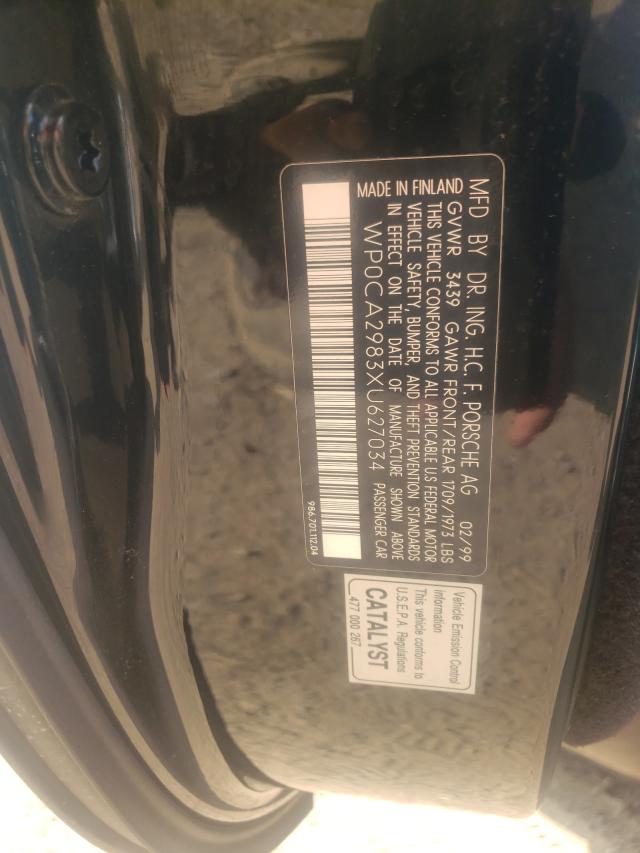 MFD BY DR. ING. H.C. F. PORSCHE AG 02/99
GVWR 3439 GAWR FRONT/REAR 1709/1973 LBS
THIS VEHICLE CONFORMS TO ALL APPLICABLE U.S FEDERAL MOTOR
VEHICLE SAFETY, BUMPER, AND THEFT PREVENTION STANDARDS
IN EFFECT ON THE DATE OF MANUFACTURE SHOWN ABOVE
MADE IN FINLAND
WP0CA2983XU627034 PASSENGER CAR
986.701.112.04
Vehicle Emission Control
Information
This vehicle conforms to
U.S.E.P.A. Regulations
CATALYST
477 000 267